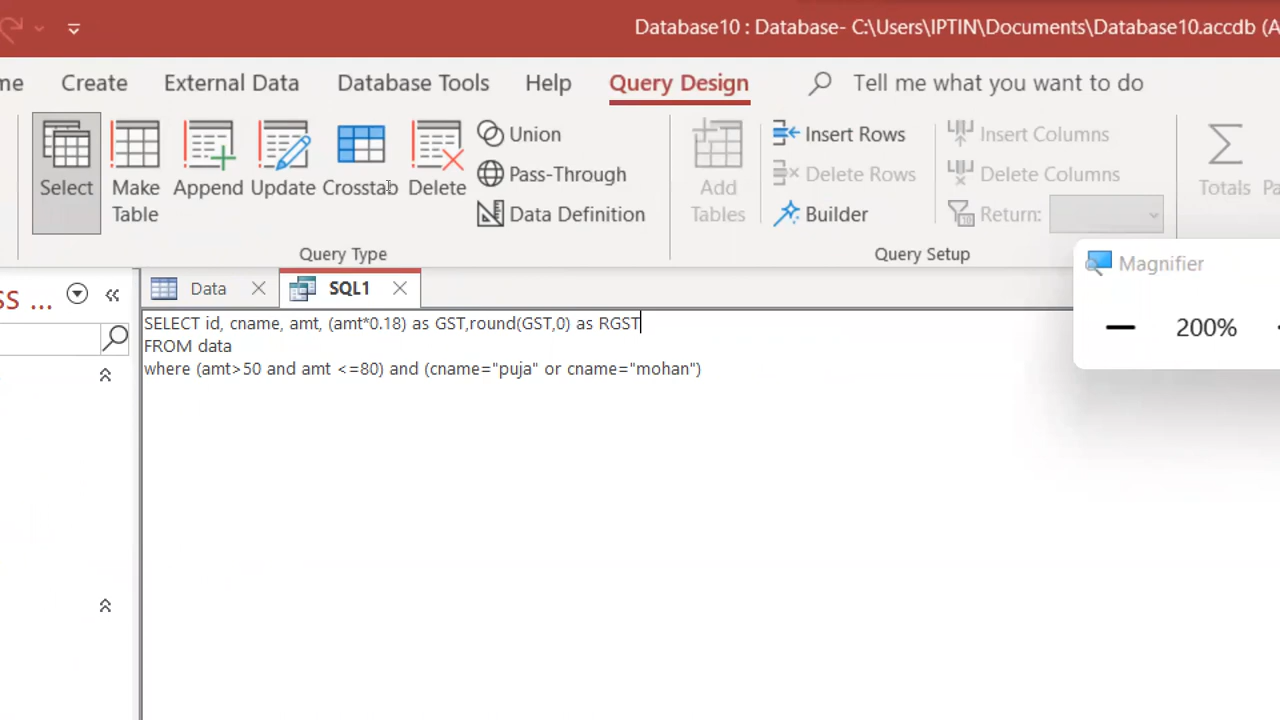 Database10 : Database- C:\Users\IPTIN\Documents\Database10.accdb (A
me Create External Data Database Tools Help Query Design Tell me what you want to do
Select Make Table Append Update Crosstab Delete
Union
Pass-Through
Data Definition
Query Type
Add Tables
Insert Rows
Delete Rows
Builder
Insert Columns
Delete Columns
Return:
Query Setup
Totals Pa
Magnifier
200%
SS ...
Data SQL1
SELECT id, cname, amt, (amt*0.18) as GST,round(GST,0) as RGST
FROM data
where (amt>50 and amt <=80) and (cname="puja" or cname="mohan")